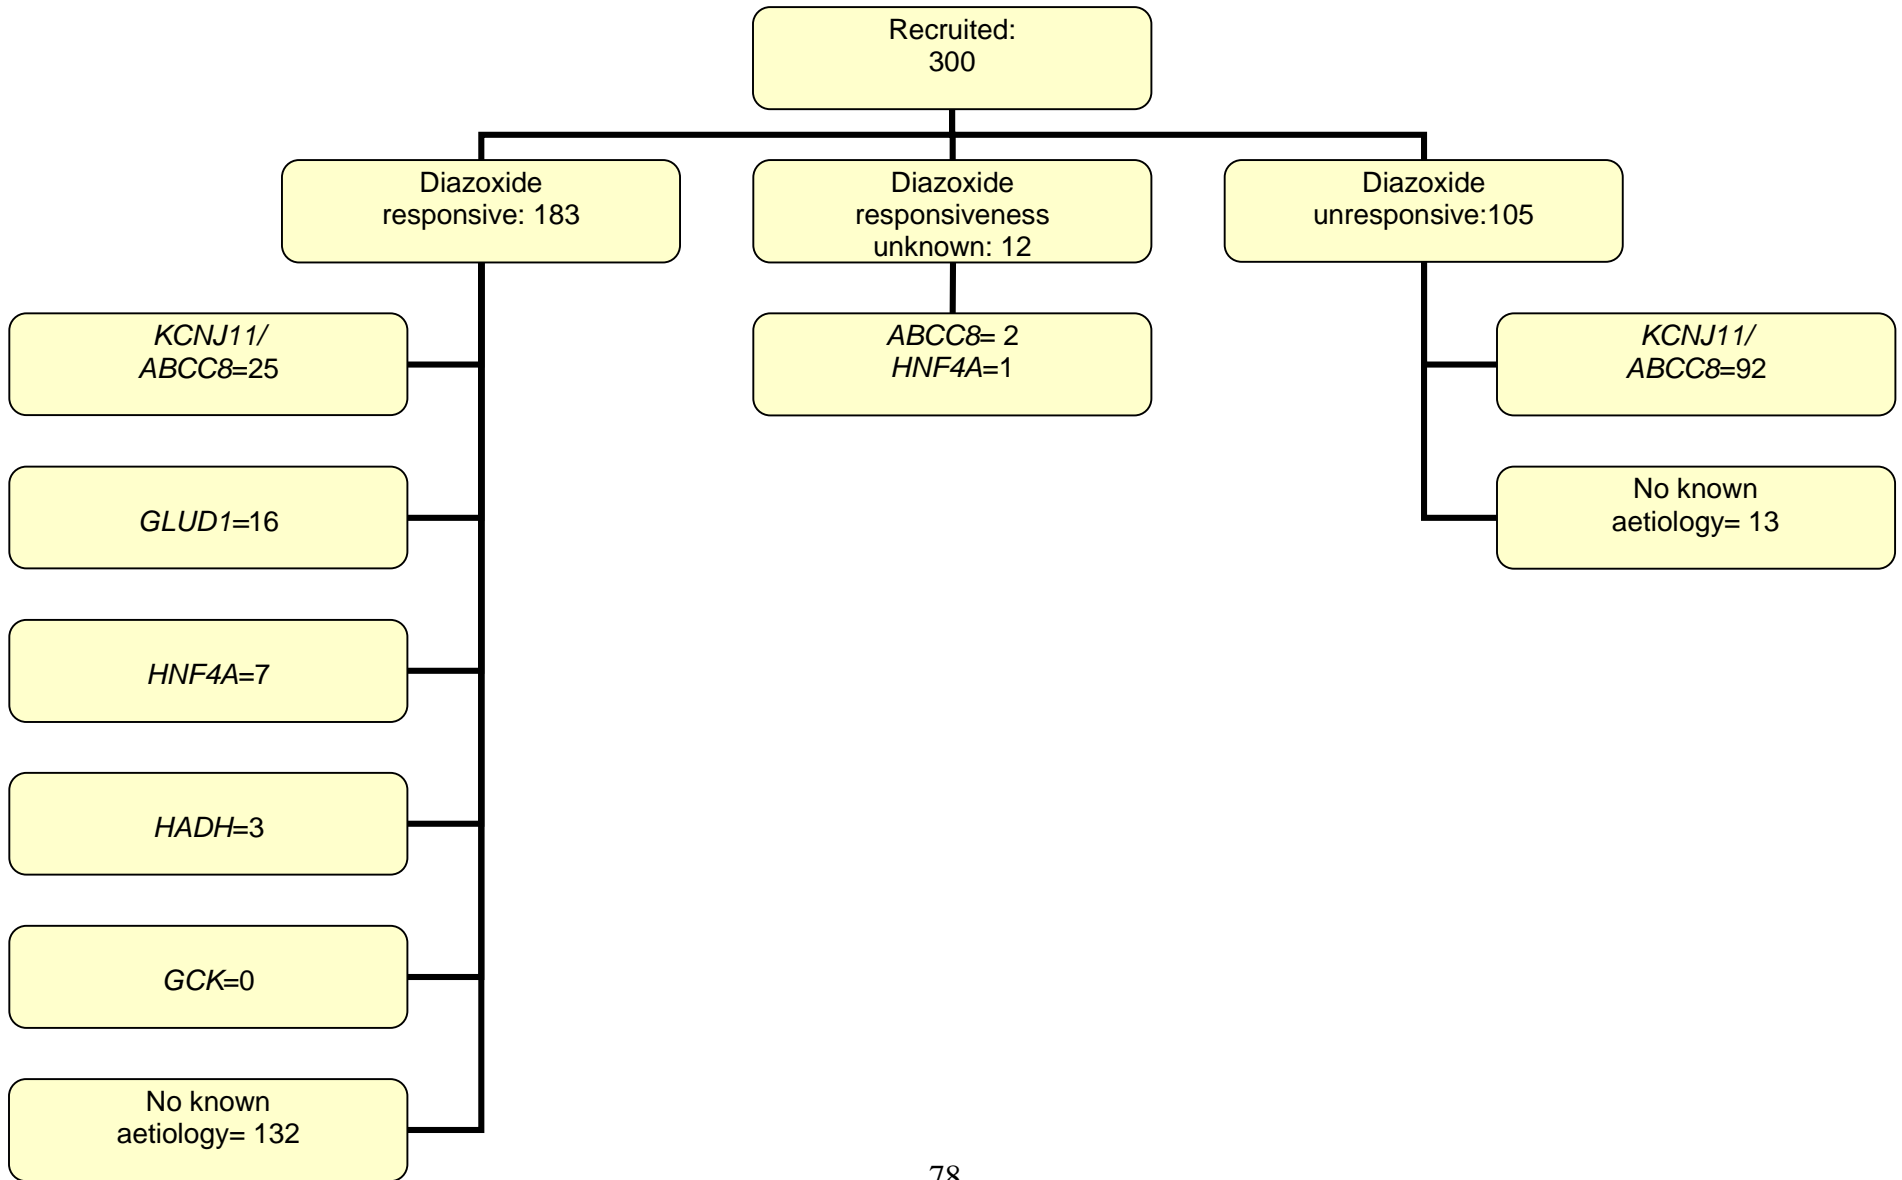 Recruited:
300
Diazoxide
responsive: 183
Diazoxide
responsiveness
unknown: 12
Diazoxide
unresponsive:105
KCNJ11/
ABCC8=25
GLUD1=16
HNF4A=7
HADH=3
GCK=0
No known
aetiology= 132
ABCC8= 2
HNF4A=1
KCNJ11/
ABCC8=92
No known
aetiology= 13
78